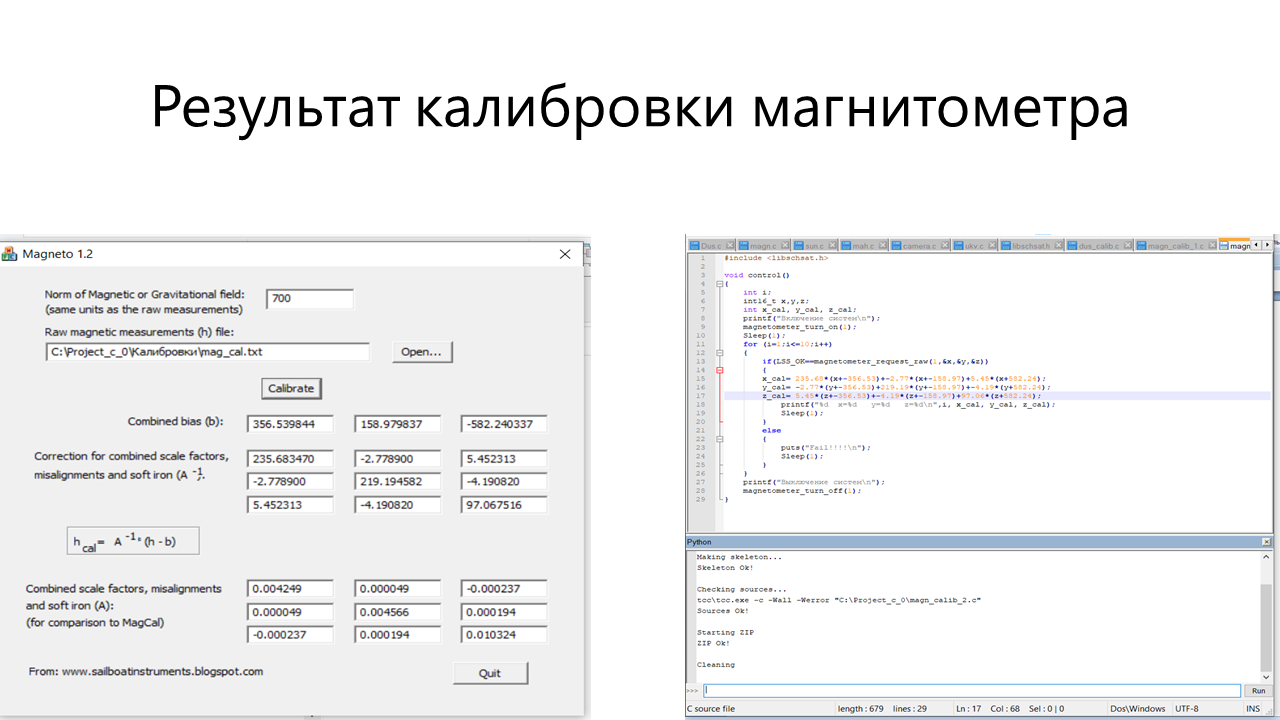 Результат калибровки магнитометра
Magneto 1.2
Norm of Magnetic or Gravitational field:
(same units as the raw measurements)
700
Raw magnetic measurements (h) file:
C:\Project_c_0\Калибровки\mag_cal.txt
Open...
Calibrate
Combined bias (b):
356.539844 158.979837 -582.240337
Correction for combined scale factors,
misalignments and soft iron (A -1):
235.683470 -2.778900 5.452313
-2.778900 219.194582 -4.190820
5.452313 -4.190820 97.067516
h cal = A -1 * (h - b)
Combined scale factors, misalignments
and soft iron (A):
(for comparison to MagCal)
0.004249 0.000049 -0.000237
0.000049 0.004566 0.000194
-0.000237 0.000194 0.010324
From: www.sailboatinstruments.blogspot.com
Quit
Dus.c magn.c sun.c mah.c camera.c ukv.c libschsat.h dus_calib.c magn_calib_1.c magn
1 #include <libschsat.h>
2
3 void control()
4 {
5 int i;
6 int16_t x,y,z;
7 int x_cal, y_cal, z_cal;
8 printf("Включение систем\n");
9 magnetometer_turn_on(1);
10 Sleep(1);
11 for (i=1;i<=10;i++)
12 {
13 if(LSS_OK==magnetometer_request_raw(1,&x,&y,&z))
14 {
15 x_cal= 235.68*(x+-356.53)+-2.77*(x+-158.97)+5.45*(x+582.24);
16 y_cal= -2.77*(y+-356.53)+219.19*(y+-158.97)+-4.19*(y+582.24);
17 z_cal= 5.45*(z+-356.53)+-4.19*(z+-158.97)+97.06*(z+582.24);
18 printf("%d x=%d y=%d z=%d\n",i, x_cal, y_cal, z_cal);
19 Sleep(1);
20 }
21 else
22 {
23 puts("Fail!!!!\n");
24 Sleep(1);
25 }
26 }
27 printf("Выключение систем\n");
28 magnetometer_turn_off(1);
29 }
Python
Making skeleton...
Skeleton Ok!
Checking sources...
tcc\tcc.exe -c -Wall -Werror "C:\Project_c_0\magn_calib_2.c"
Sources Ok!
Starting ZIP
ZIP Ok!
Cleaning
>>>
Run
C source file length : 679 lines : 29 Ln : 17 Col : 68 Sel : 0 | 0 Dos\Windows UTF-8 INS